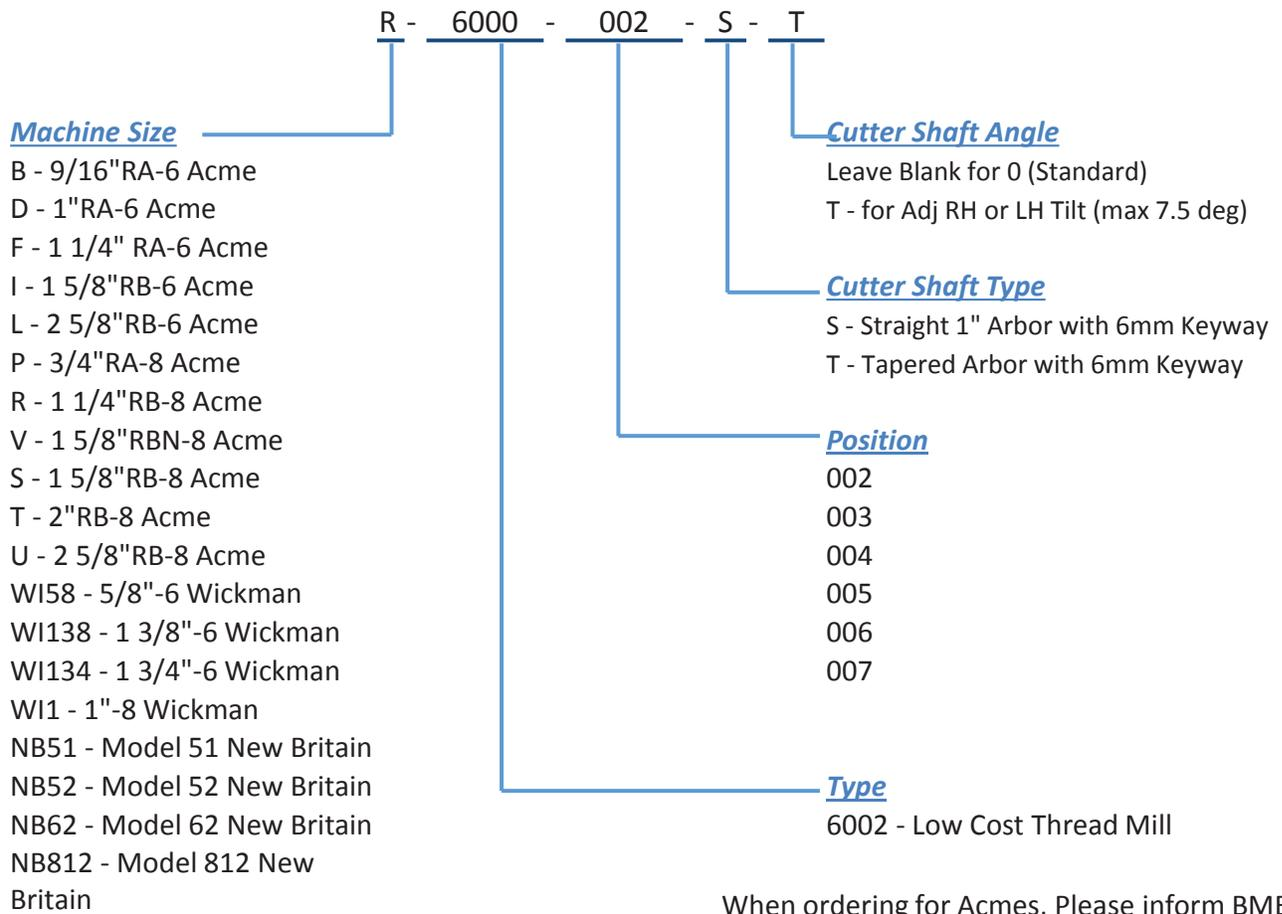 R - 6000 - 002 - S - T
Machine Size
B - 9/16"RA-6 Acme
D - 1"RA-6 Acme
F - 1 1/4" RA-6 Acme
I - 1 5/8"RB-6 Acme
L - 2 5/8"RB-6 Acme
P - 3/4"RA-8 Acme
R - 1 1/4"RB-8 Acme
V - 1 5/8"RBN-8 Acme
S - 1 5/8"RB-8 Acme
T - 2"RB-8 Acme
U - 2 5/8"RB-8 Acme
WI58 - 5/8"-6 Wickman
WI138 - 1 3/8"-6 Wickman
WI134 - 1 3/4"-6 Wickman
WI1 - 1"-8 Wickman
NB51 - Model 51 New Britain
NB52 - Model 52 New Britain
NB62 - Model 62 New Britain
NB812 - Model 812 New
Britain
Cutter Shaft Angle
Leave Blank for 0 (Standard)
T - for Adj RH or LH Tilt (max 7.5 deg)
Cutter Shaft Type
S - Straight 1" Arbor with 6mm Keyway
T - Tapered Arbor with 6mm Keyway
Position
002
003
004
005
006
007
Type
6002 - Low Cost Thread Mill
When ordering for Acmes, Please inform